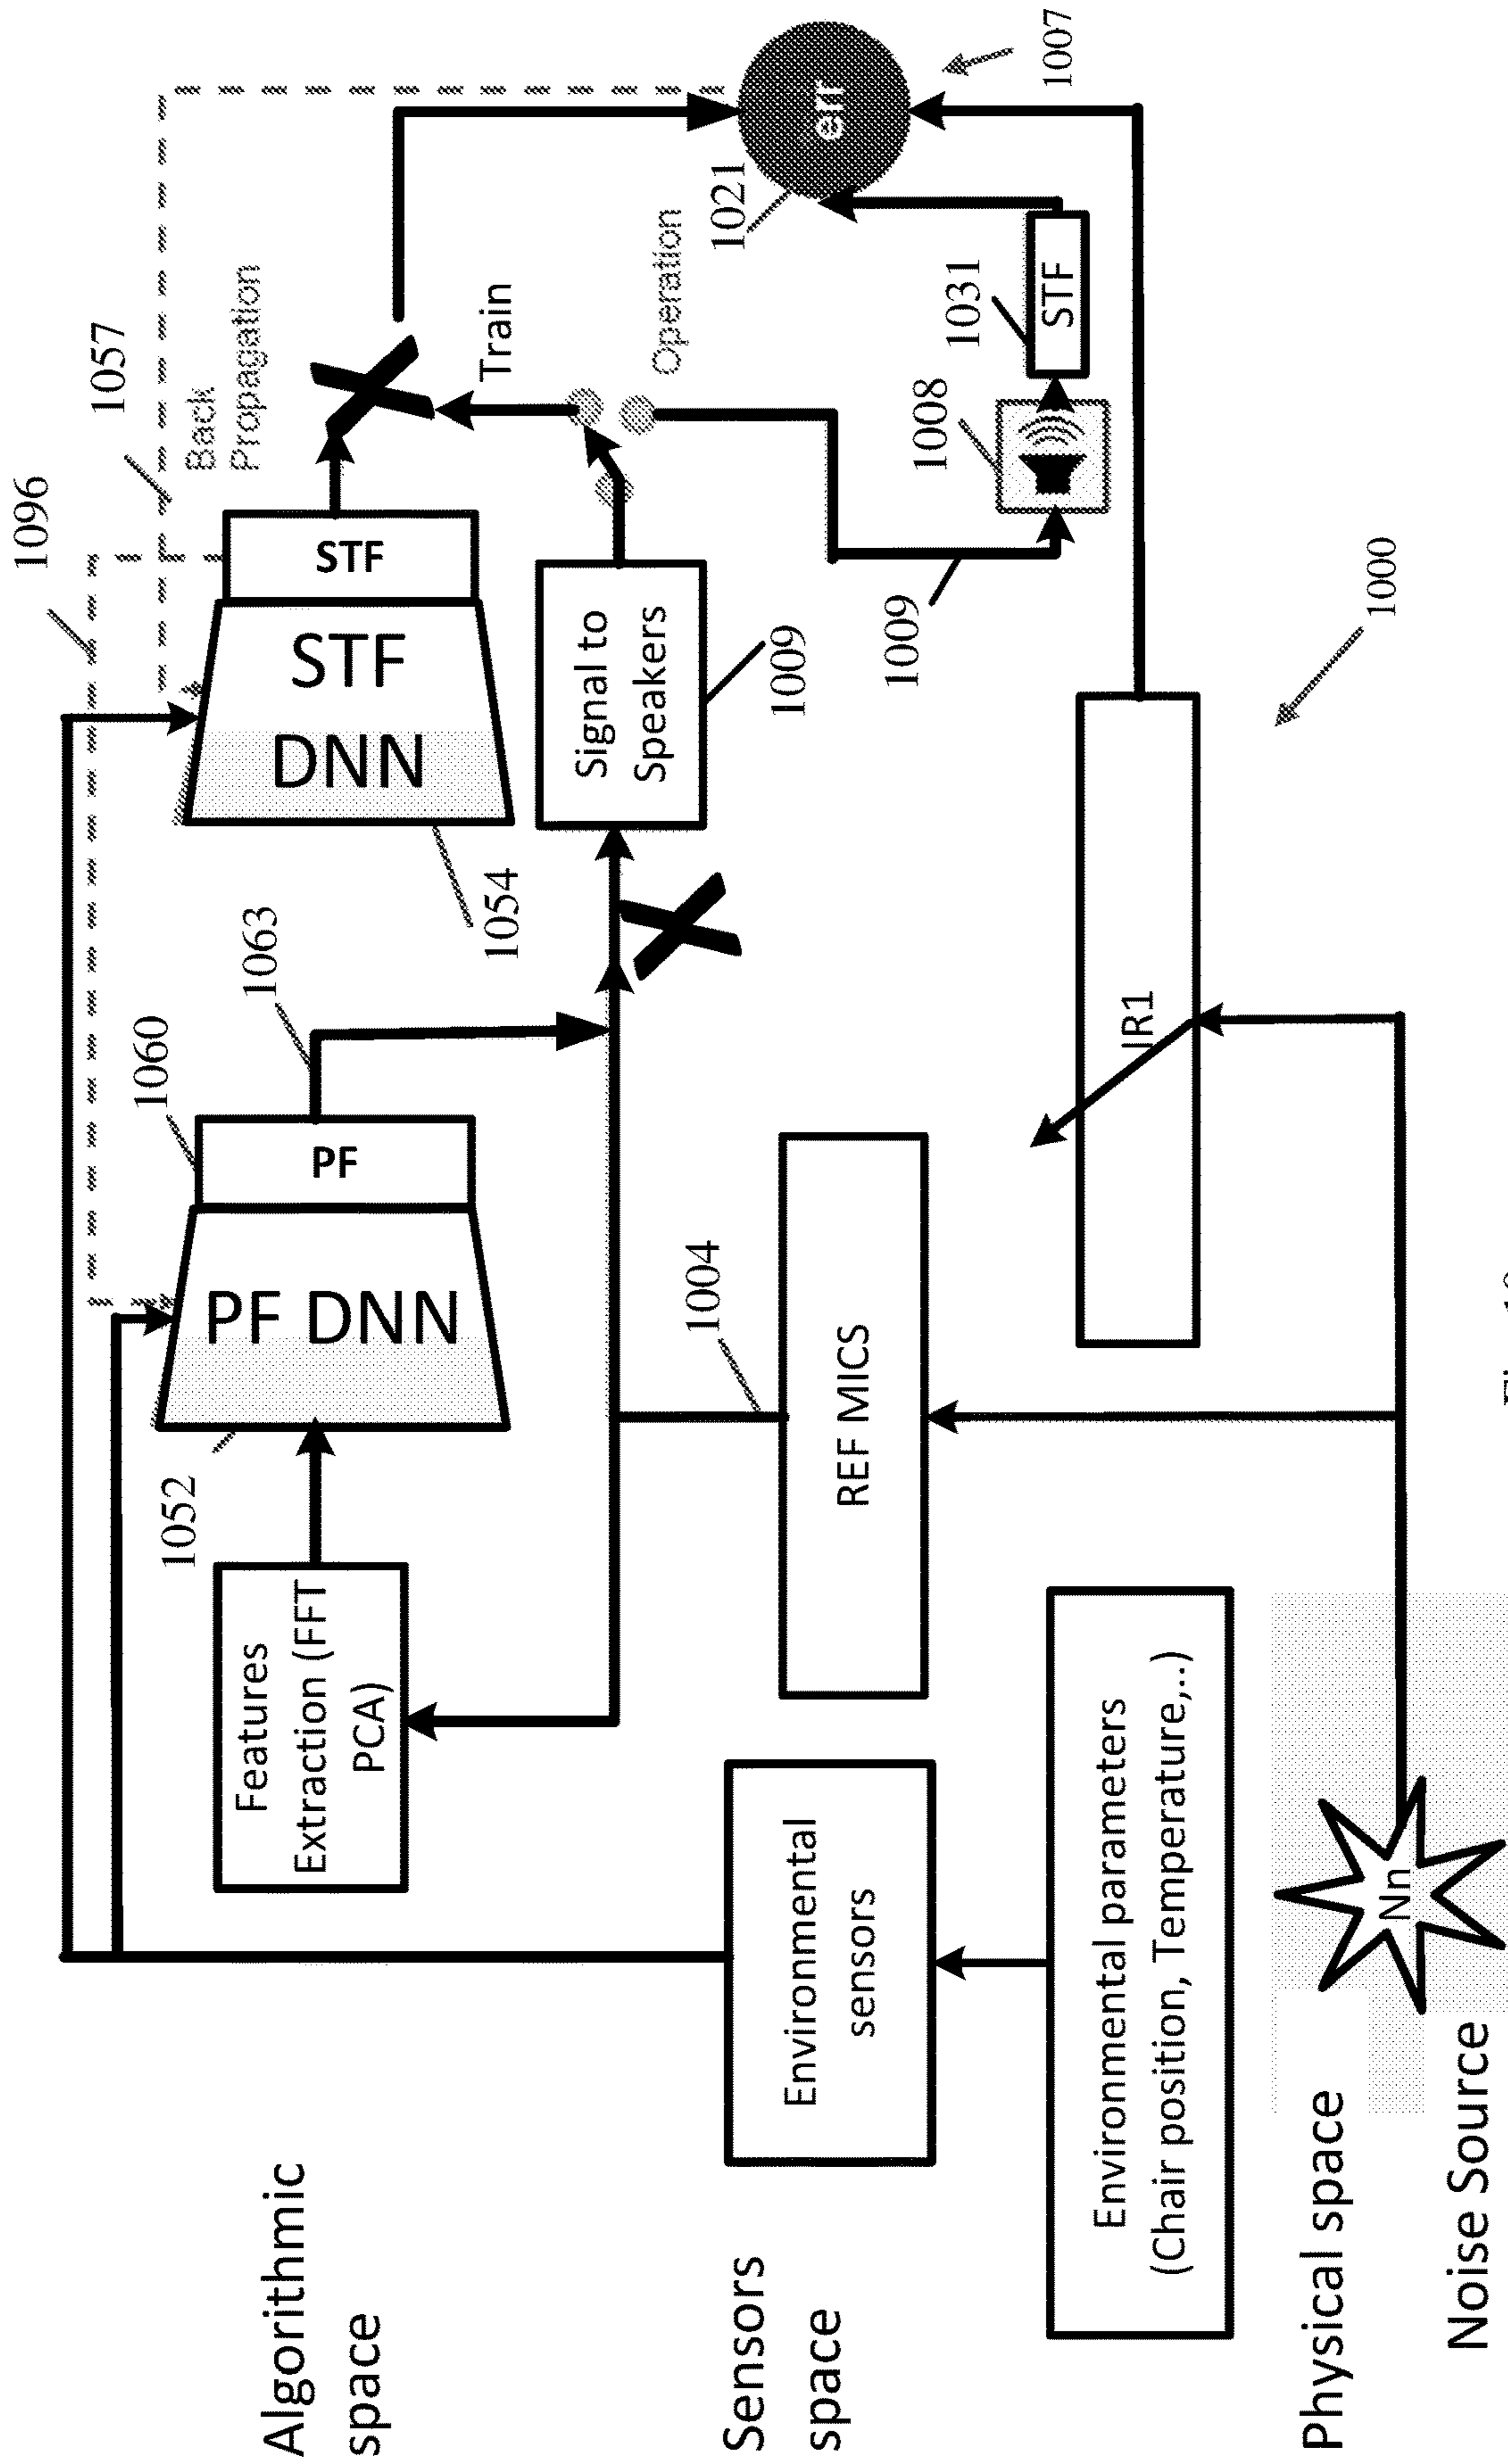 1096
1057
Back
Propagation
1060
1063
1052
Algorithmic
space
Features
Extraction (FFT
PCA)
PF DNN
PF
STF
DNN
STF
1054
Train
Operation
Signal to
Speakers
1009
1021
err
1007
1004
1008
1031
STF
1009
Sensors
space
Environmental
sensors
REF MICS
Environmental parameters
(Chair position, Temperature,..)
IR1
1000
Physical space
Nn
Noise Source